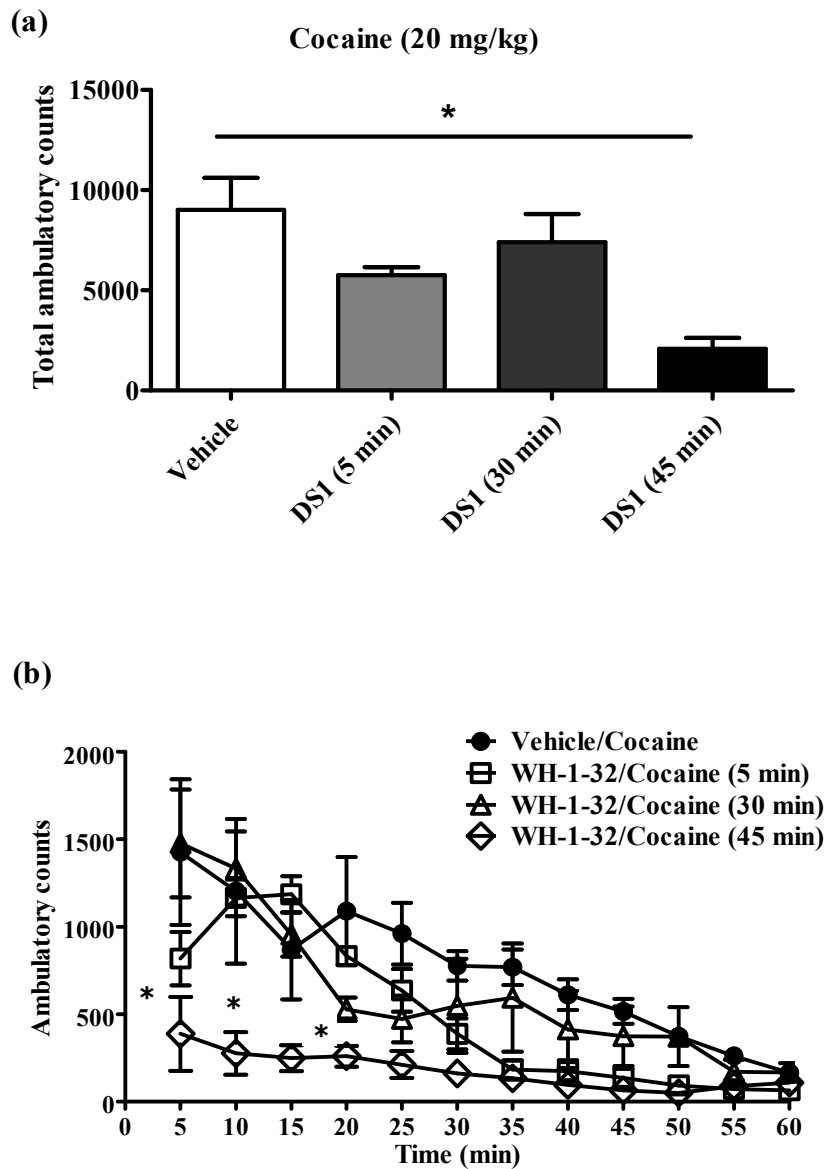 (a)
Cocaine (20 mg/kg)
Total ambulatory counts
15000
10000
5000
0
*
Vehicle
DS1 (5 min)
DS1 (30 min)
DS1 (45 min)
(b)
Ambulatory counts
2000
1500
1000
500
0
Vehicle/Cocaine
WH-1-32/Cocaine (5 min)
WH-1-32/Cocaine (30 min)
WH-1-32/Cocaine (45 min)
* * *
0 5 10 15 20 25 30 35 40 45 50 55 60
Time (min)